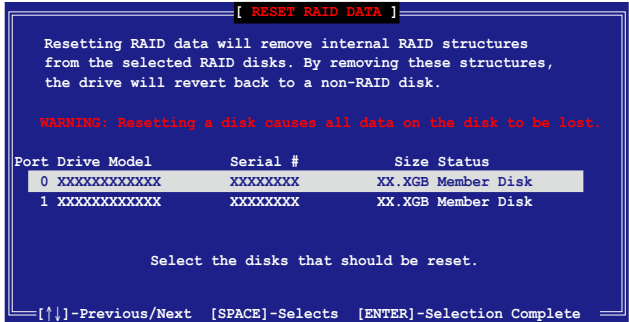 [ RESET RAID DATA ]
Resetting RAID data will remove internal RAID structures
from the selected RAID disks. By removing these structures,
the drive will revert back to a non-RAID disk.
WARNING: Resetting a disk causes all data on the disk to be lost.
Port Drive Model Serial # Size Status
0 XXXXXXXXXXXX XXXXXXXX XX.XGB Member Disk
1 XXXXXXXXXXXX XXXXXXXX XX.XGB Member Disk
Select the disks that should be reset.
[↑↓]-Previous/Next [SPACE]-Selects [ENTER]-Selection Complete